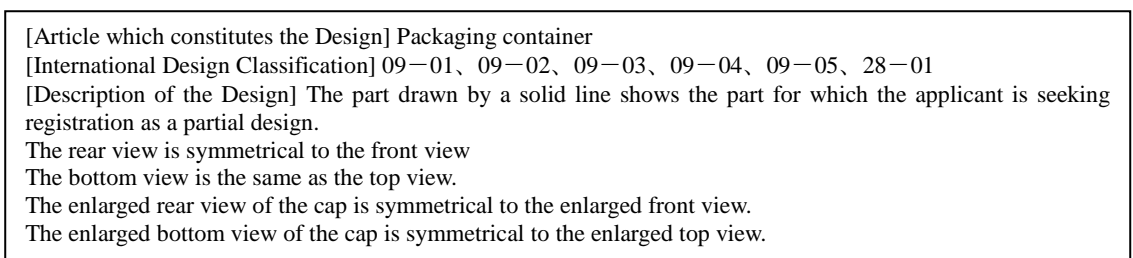 [Article which constitutes the Design] Packaging container
[International Design Classification] 09－01、09－02、09－03、09－04、09－05、28－01
[Description of the Design] The part drawn by a solid line shows the part for which the applicant is seeking
registration as a partial design.
The rear view is symmetrical to the front view
The bottom view is the same as the top view.
The enlarged rear view of the cap is symmetrical to the enlarged front view.
The enlarged bottom view of the cap is symmetrical to the enlarged top view.